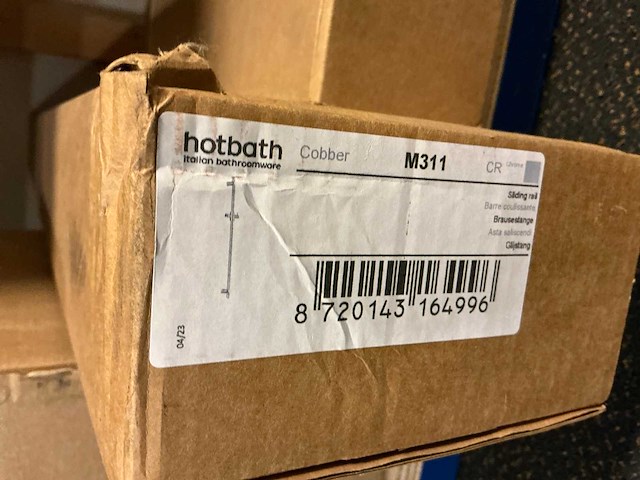 hotbath
italian bathroomware
Cobber M311 CR Chrome
Sliding rail
Barre coulissante
Brausestange
Asta saliscendi
Glijstang
8 720143 164996
04/23